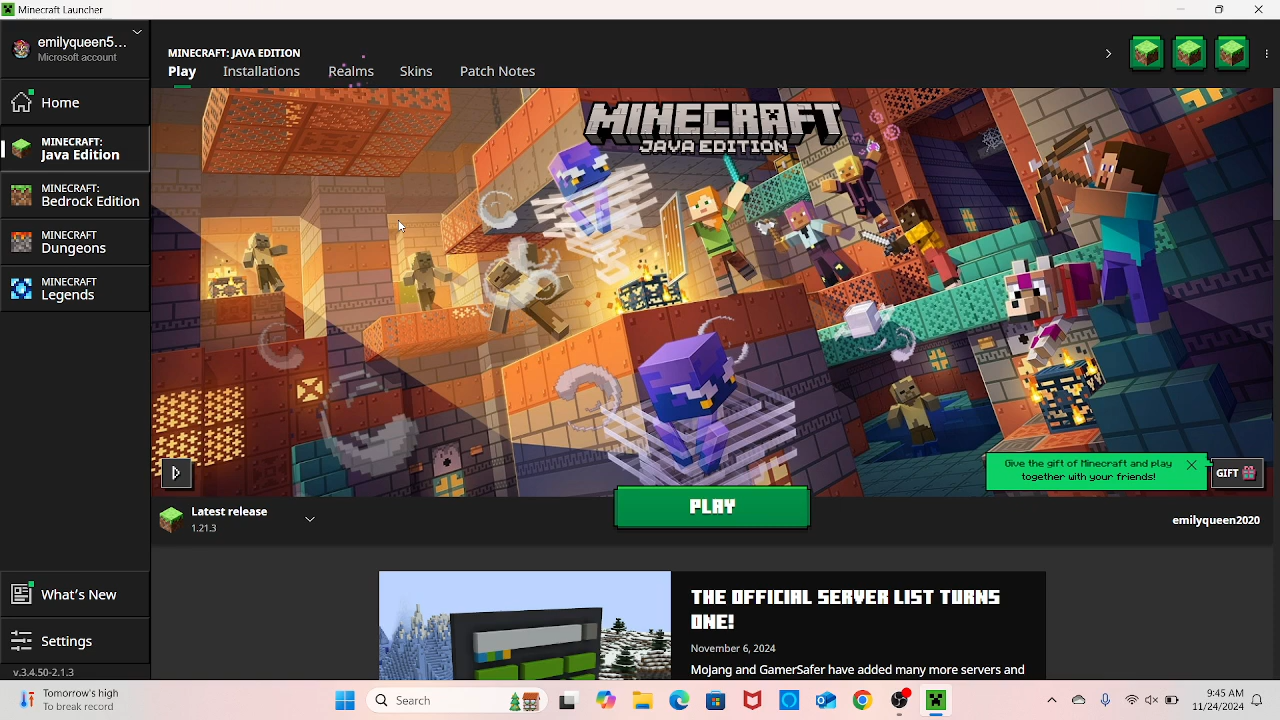 Minecraft Launcher
emilyqueen5...
Microsoft account
Home
MINECRAFT:
Java Edition
MINECRAFT:
Bedrock Edition
MINECRAFT
Dungeons
MINECRAFT
Legends
What's New
Settings
v.3.4.50-2.1.3
MINECRAFT: JAVA EDITION
Play Installations Realms Skins Patch Notes
MINECRAFT
JAVA EDITION
Give the gift of Minecraft and play
together with your friends!
GIFT
Latest release
1.21.3
PLAY
emilyqueen2020
THE OFFICIAL SERVER LIST TURNS
ONE!
November 6, 2024
Mojang and GamerSafer have added many more servers and
Tomorrow's high
To break record
Search
9:45 AM
11/24/2024